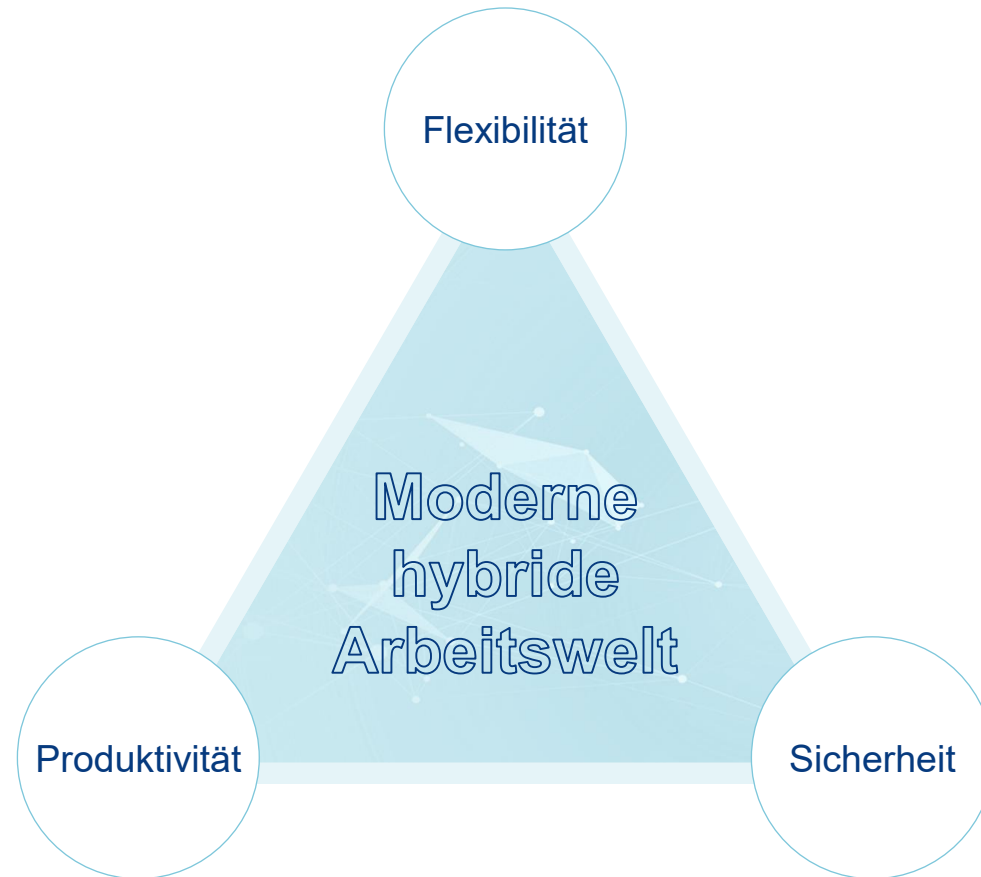 Flexibilität
Moderne
hybride
Arbeitswelt
Produktivität
Sicherheit